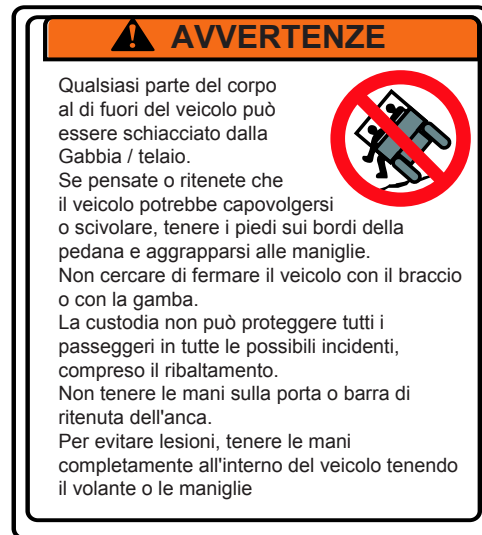 AVVERTENZE
Qualsiasi parte del corpo
al di fuori del veicolo può
essere schiacciato dalla
Gabbia / telaio.
Se pensate o ritenete che
il veicolo potrebbe capovolgersi
o scivolare, tenere i piedi sui bordi della
pedana e aggrapparsi alle maniglie.
Non cercare di fermare il veicolo con il braccio
o con la gamba.
La custodia non può proteggere tutti i
passeggeri in tutte le possibili incidenti,
compreso il ribaltamento.
Non tenere le mani sulla porta o barra di
ritenuta dell'anca.
Per evitare lesioni, tenere le mani
completamente all'interno del veicolo tenendo
il volante o le maniglie